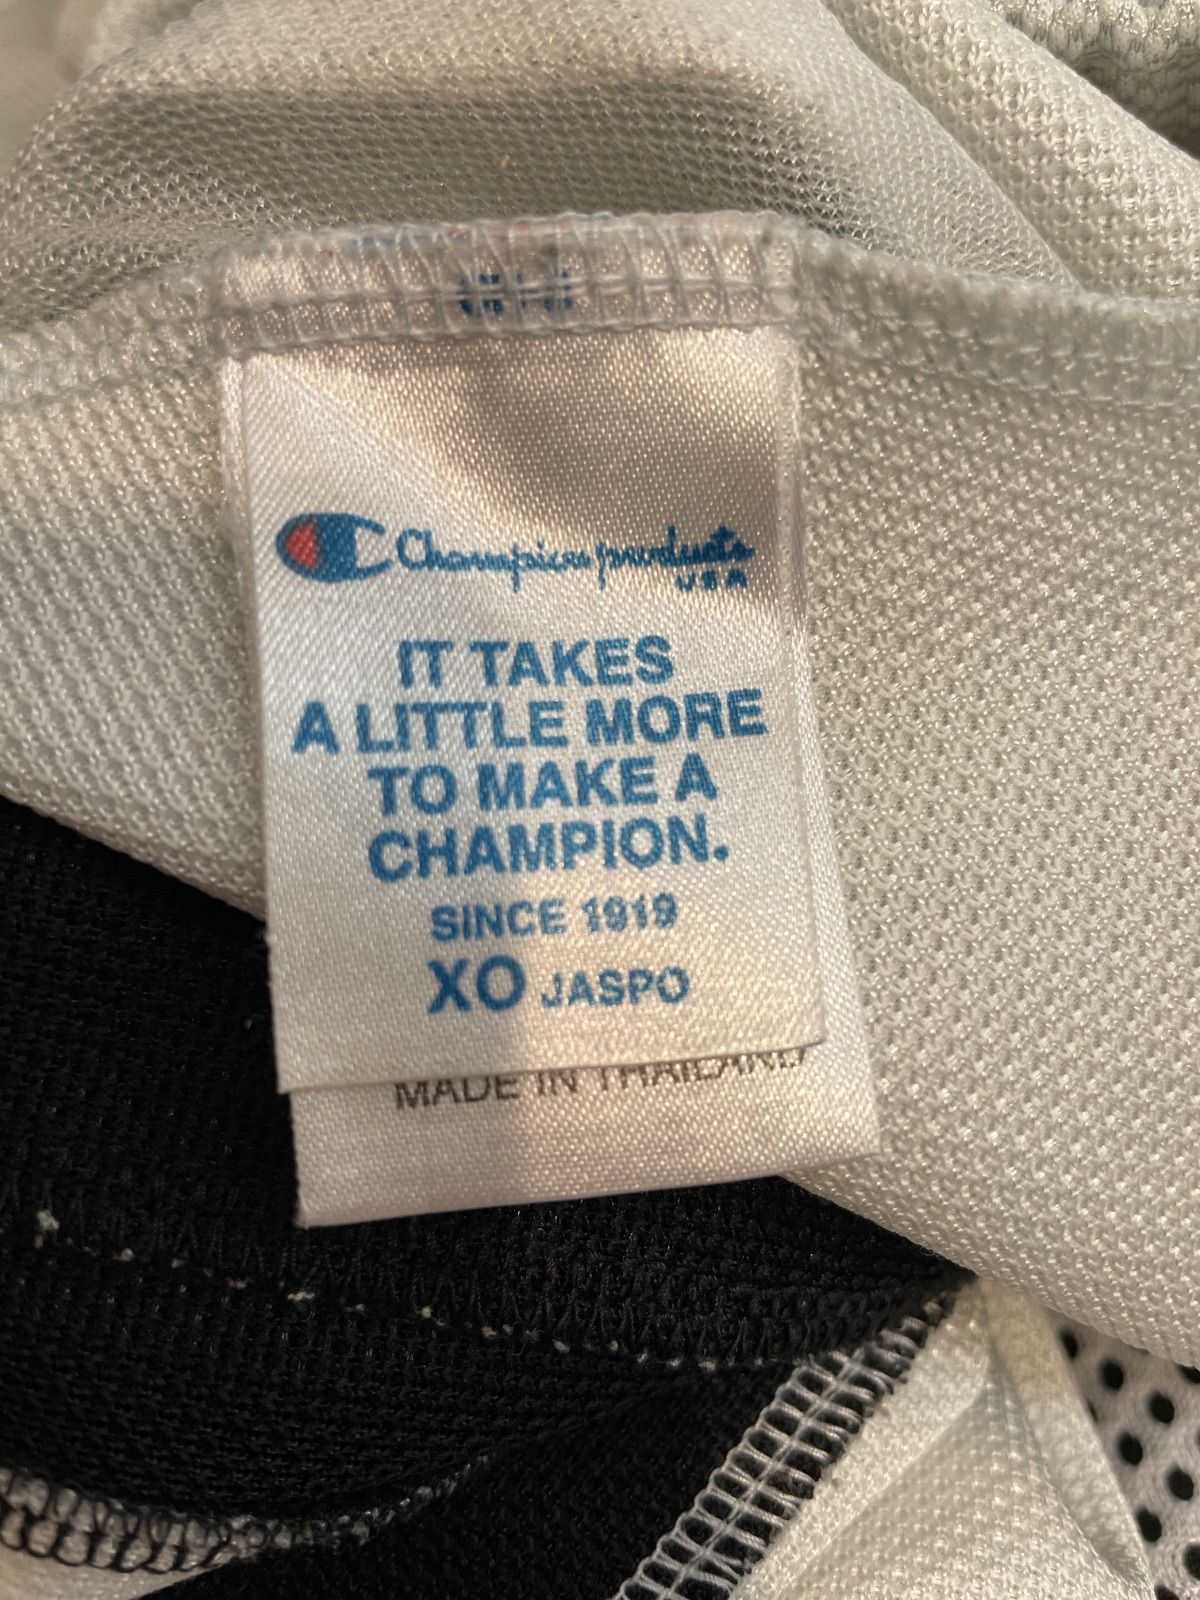 Champion products
USA
IT TAKES
A LITTLE MORE
TO MAKE A
CHAMPION.
SINCE 1919
XO JASPO
MADE IN THAILAND